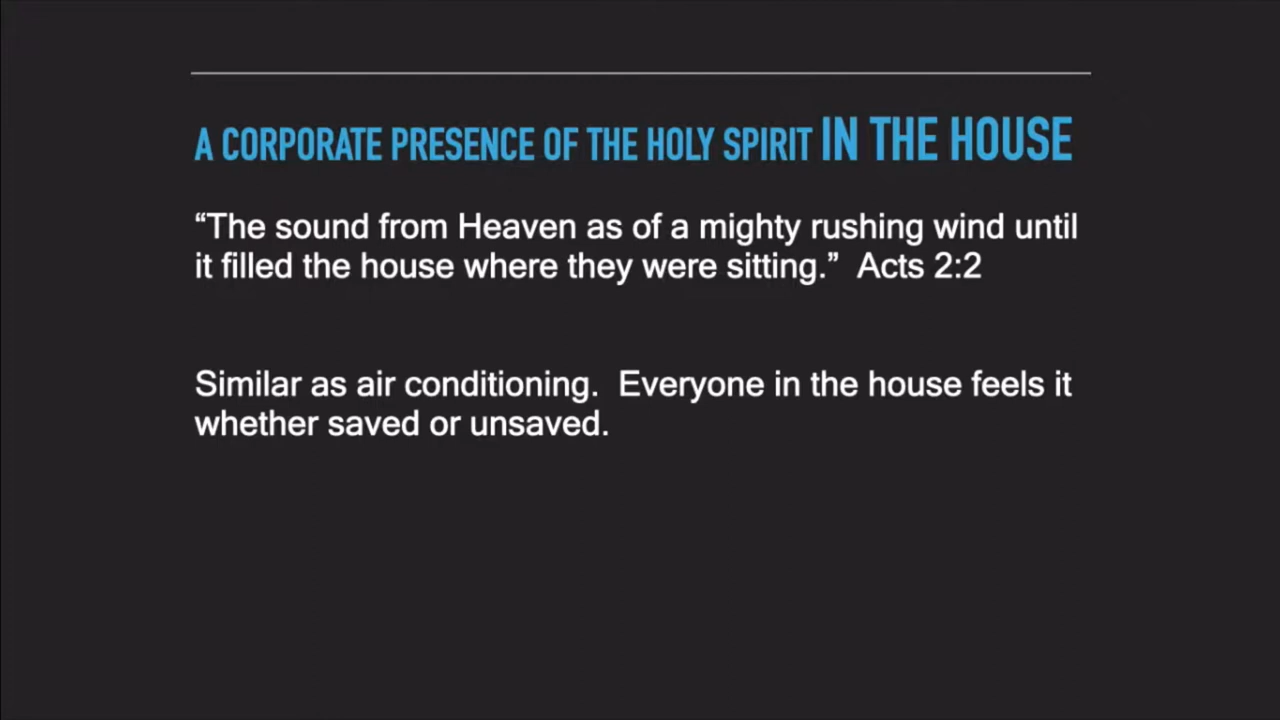 A CORPORATE PRESENCE OF THE HOLY SPIRIT IN THE HOUSE
“The sound from Heaven as of a mighty rushing wind until
it filled the house where they were sitting.”  Acts 2:2
Similar as air conditioning.  Everyone in the house feels it
whether saved or unsaved.